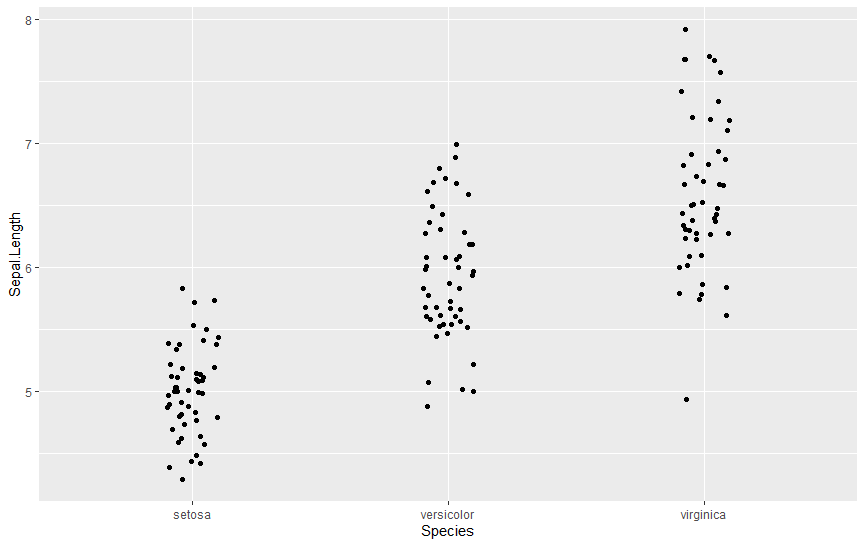 8
7
6
5
Sepal.Length
setosa
versicolor
virginica
Species